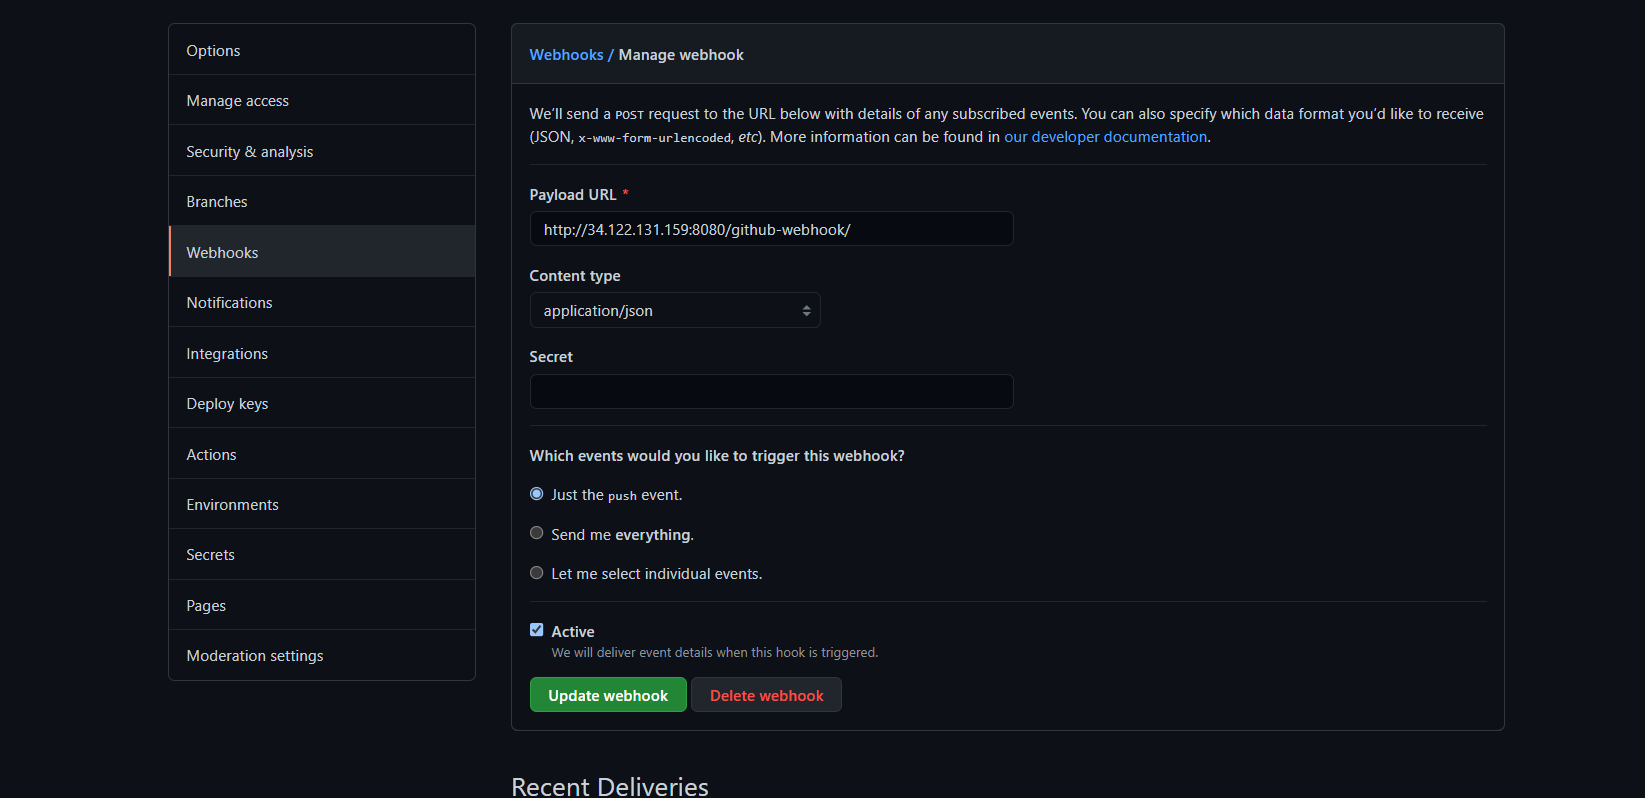 Options
Manage access
Security & analysis
Branches
Webhooks
Notifications
Integrations
Deploy keys
Actions
Environments
Secrets
Pages
Moderation settings
Webhooks / Manage webhook
We'll send a POST request to the URL below with details of any subscribed events. You can also specify which data format you'd like to receive
(JSON, x-www-form-urlencoded, etc). More information can be found in our developer documentation.
Payload URL *
http://34.122.131.159:8080/github-webhook/
Content type
application/json
Secret
Which events would you like to trigger this webhook?
Just the push event.
Send me everything.
Let me select individual events.
Active
We will deliver event details when this hook is triggered.
Update webhook Delete webhook
Recent Deliveries